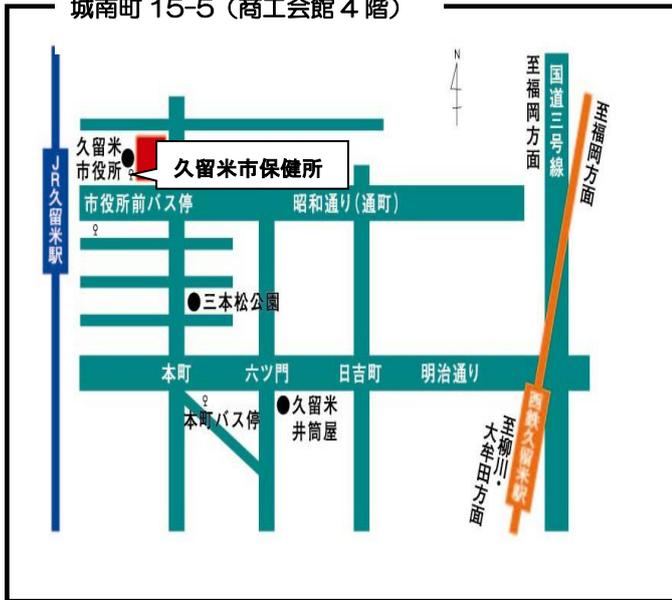 城南町 15-5（商工会館 4 階）
N
至福岡方面
国道三号線
至福岡方面
久留米
市役所
久留米市保健所
JR久留米駅
市役所前バス停
昭和通り(通町)
三本松公園
本町
六ツ門
日吉町
明治通り
本町バス停
久留米
井筒屋
西鉄久留米駅
至柳川・
大牟田方面